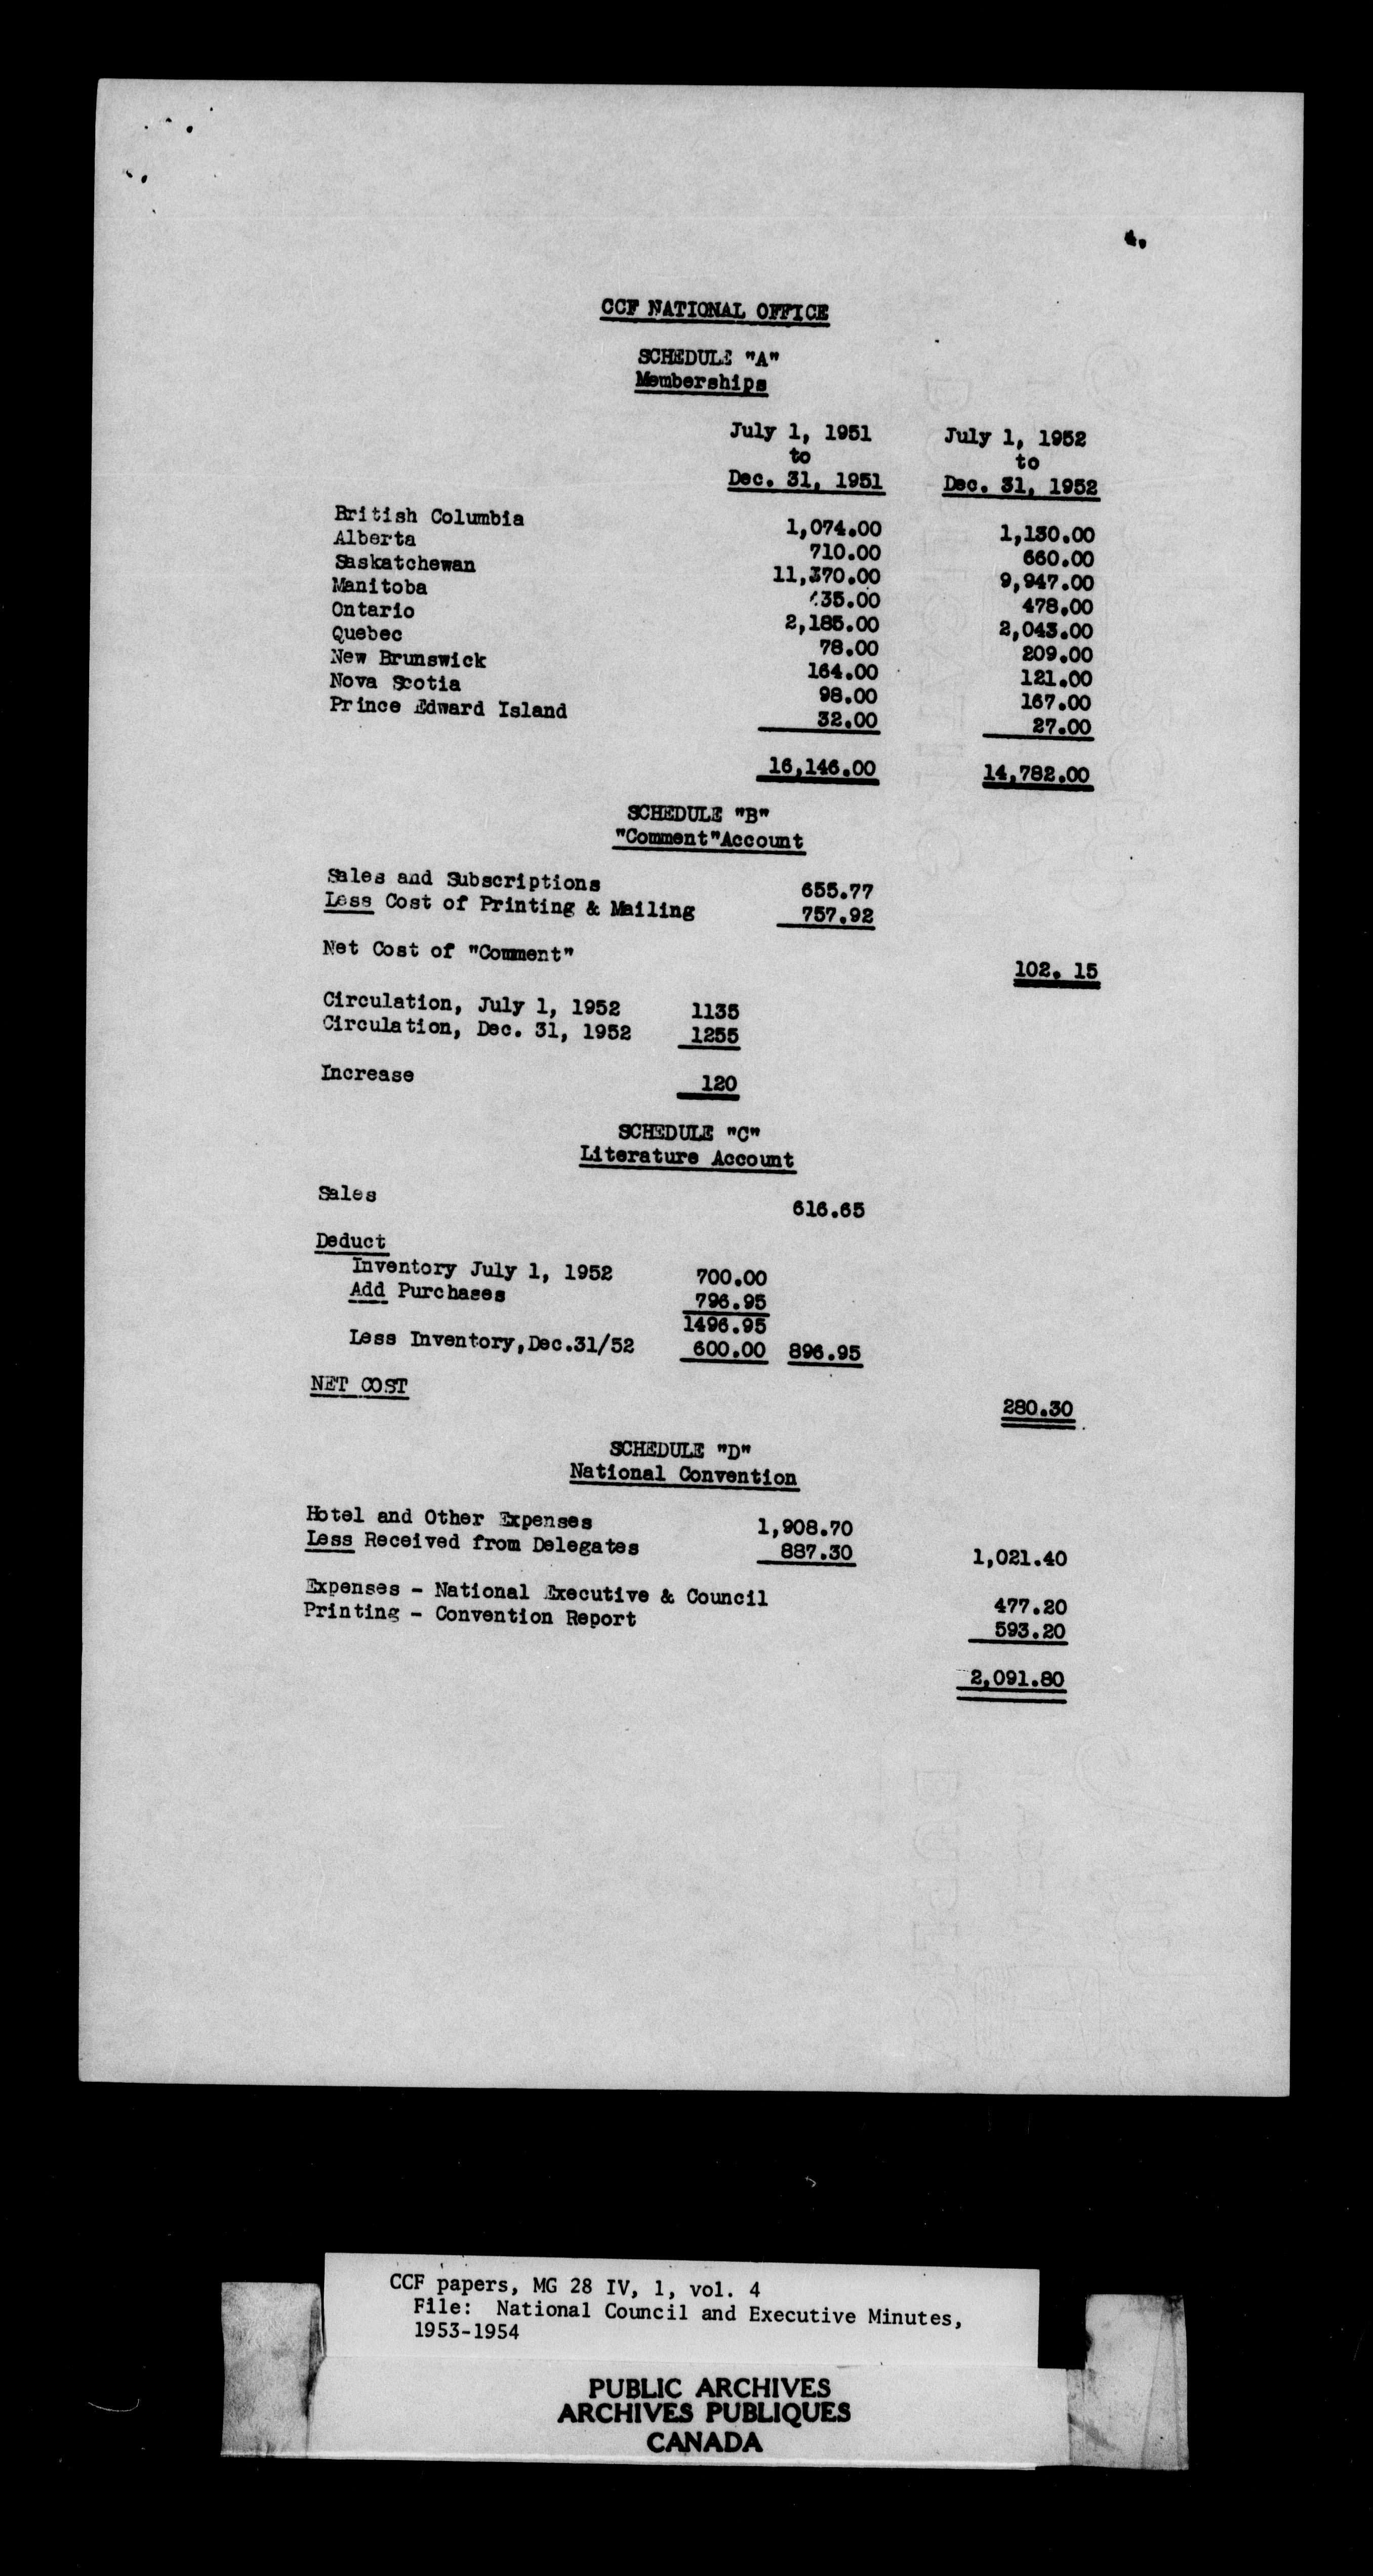 4.
CCF NATIONAL OFFICE
SCHEDULE "A"
Memberships
July 1, 1951 July 1, 1952
to to
Dec. 31, 1951 Dec. 31, 1952
British Columbia 1,074.00 1,130.00
Alberta 710.00 660.00
Saskatchewan 11,370.00 9,947.00
Manitoba 435.00 478.00
Ontario 2,185.00 2,043.00
Quebec 78.00 209.00
New Brunswick 164.00 121.00
Nova Scotia 98.00 167.00
Prince Edward Island 32.00 27.00
16,146.00 14,782.00
SCHEDULE "B"
"Comment"Account
Sales and Subscriptions 655.77
Less Cost of Printing & Mailing 757.92
Net Cost of "Comment" 102. 15
Circulation, July 1, 1952 1135
Circulation, Dec. 31, 1952 1255
Increase 120
SCHEDULE "C"
Literature Account
Sales 616.65
Deduct
Inventory July 1, 1952 700.00
Add Purchases 796.95
1496.95
Less Inventory,Dec.31/52 600.00 896.95
NET COST 280.30
SCHEDULE "D"
National Convention
Hotel and Other Expenses 1,908.70
Less Received from Delegates 887.30 1,021.40
Expenses - National Executive & Council 477.20
Printing - Convention Report 593.20
2,091.80
CCF papers, MG 28 IV, 1, vol. 4
File: National Council and Executive Minutes,
1953-1954
PUBLIC ARCHIVES
ARCHIVES PUBLIQUES
CANADA